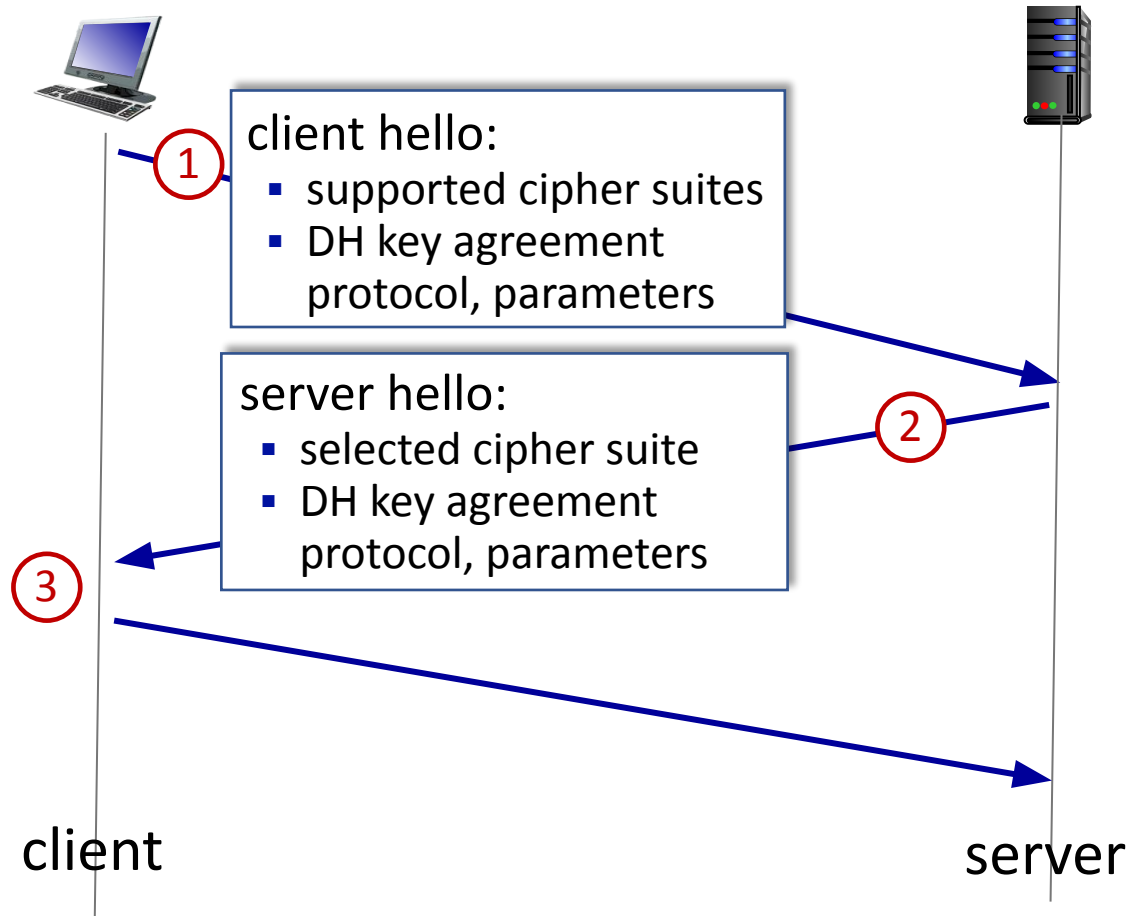 1
client hello:
▪ supported cipher suites
▪ DH key agreement
protocol, parameters
server hello:
▪ selected cipher suite
▪ DH key agreement
protocol, parameters
2
3
client
server